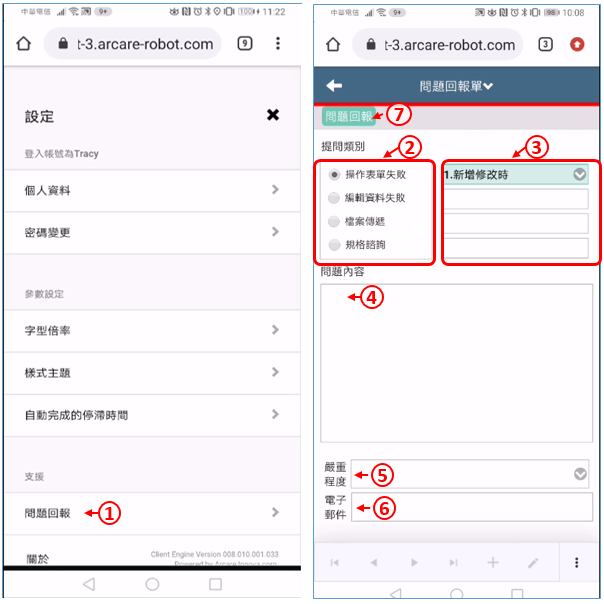 中華電信 9+ 100 11:22
t-3.arcare-robot.com 9
設定
登入帳號為Tracy
個人資料
密碼變更
參數設定
字型倍率
樣式主題
自動完成的停滯時間
支援
問題回報 1
關於
Client Engine Version 008.010.001.033
Powered by Arcare Innova.com
中華電信 9+ 98 10:08
t-3.arcare-robot.com 3
問題回報單
問題回報 7
提問類別 2 3
操作表單失敗 1.新增修改時
編輯資料失敗
檔案傳遞
規格諮詢
問題內容
4
嚴重
程度 5
電子
郵件 6